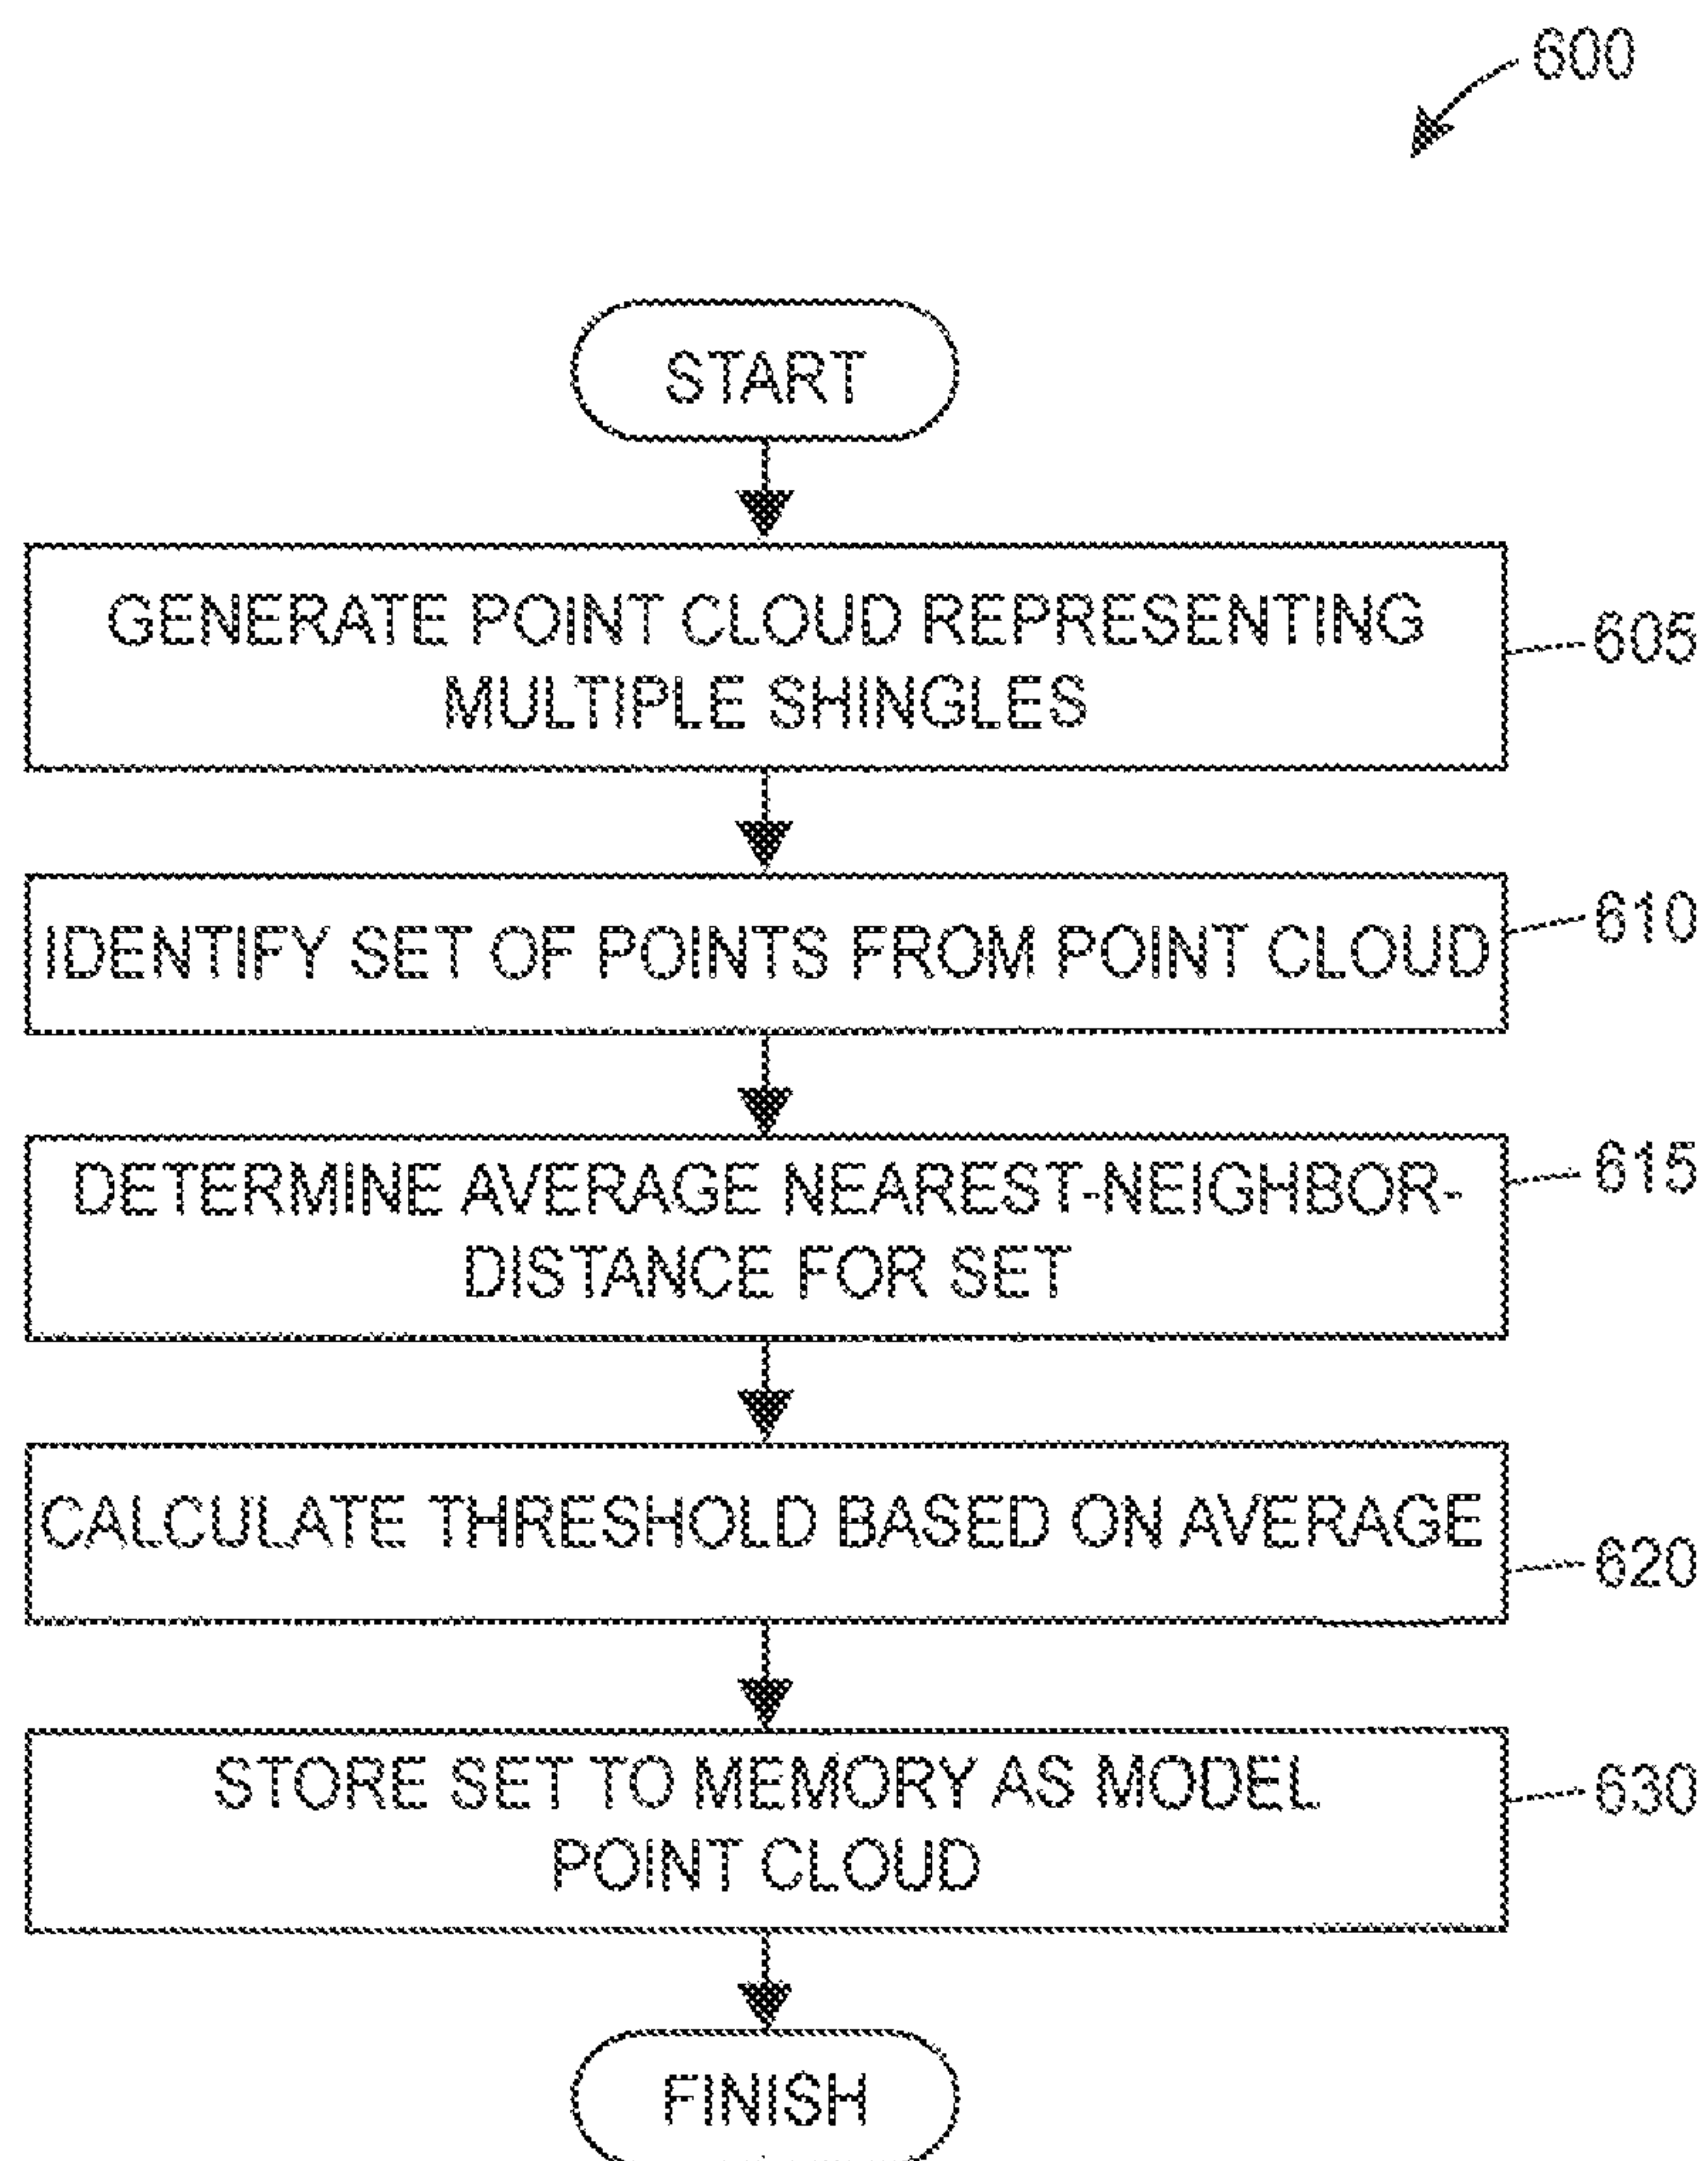 600
START
GENERATE POINT CLOUD REPRESENTING
MULTIPLE SHINGLES
605
IDENTIFY SET OF POINTS FROM POINT CLOUD
610
DETERMINE AVERAGE NEAREST-NEIGHBOR-
DISTANCE FOR SET
615
CALCULATE THRESHOLD BASED ON AVERAGE
620
STORE SET TO MEMORY AS MODEL
POINT CLOUD
630
FINISH